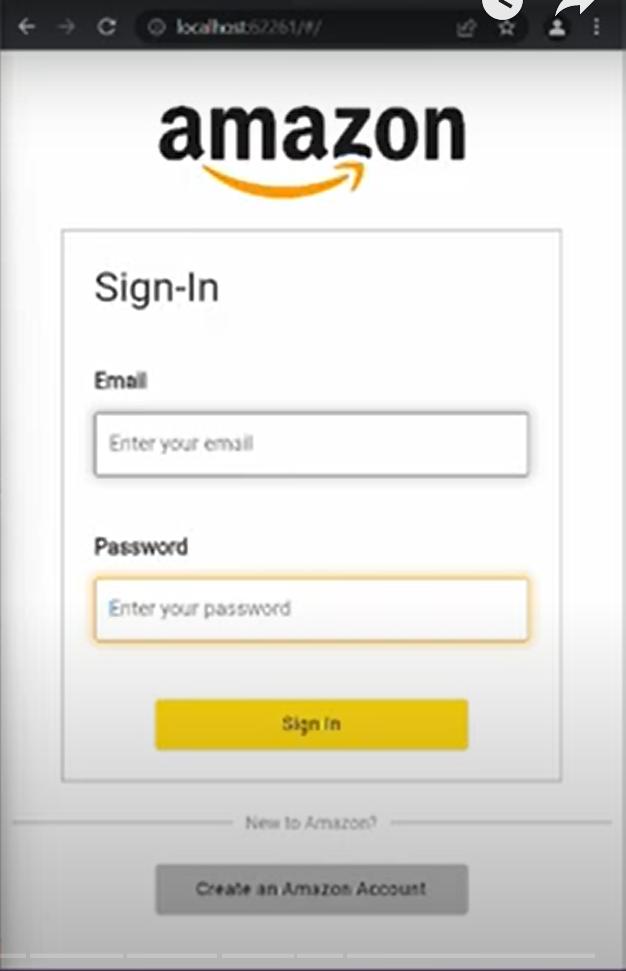 localhost:62261/#/
amazon
Sign-In
Email
Enter your email
Password
Enter your password
Sign In
New to Amazon?
Create an Amazon Account